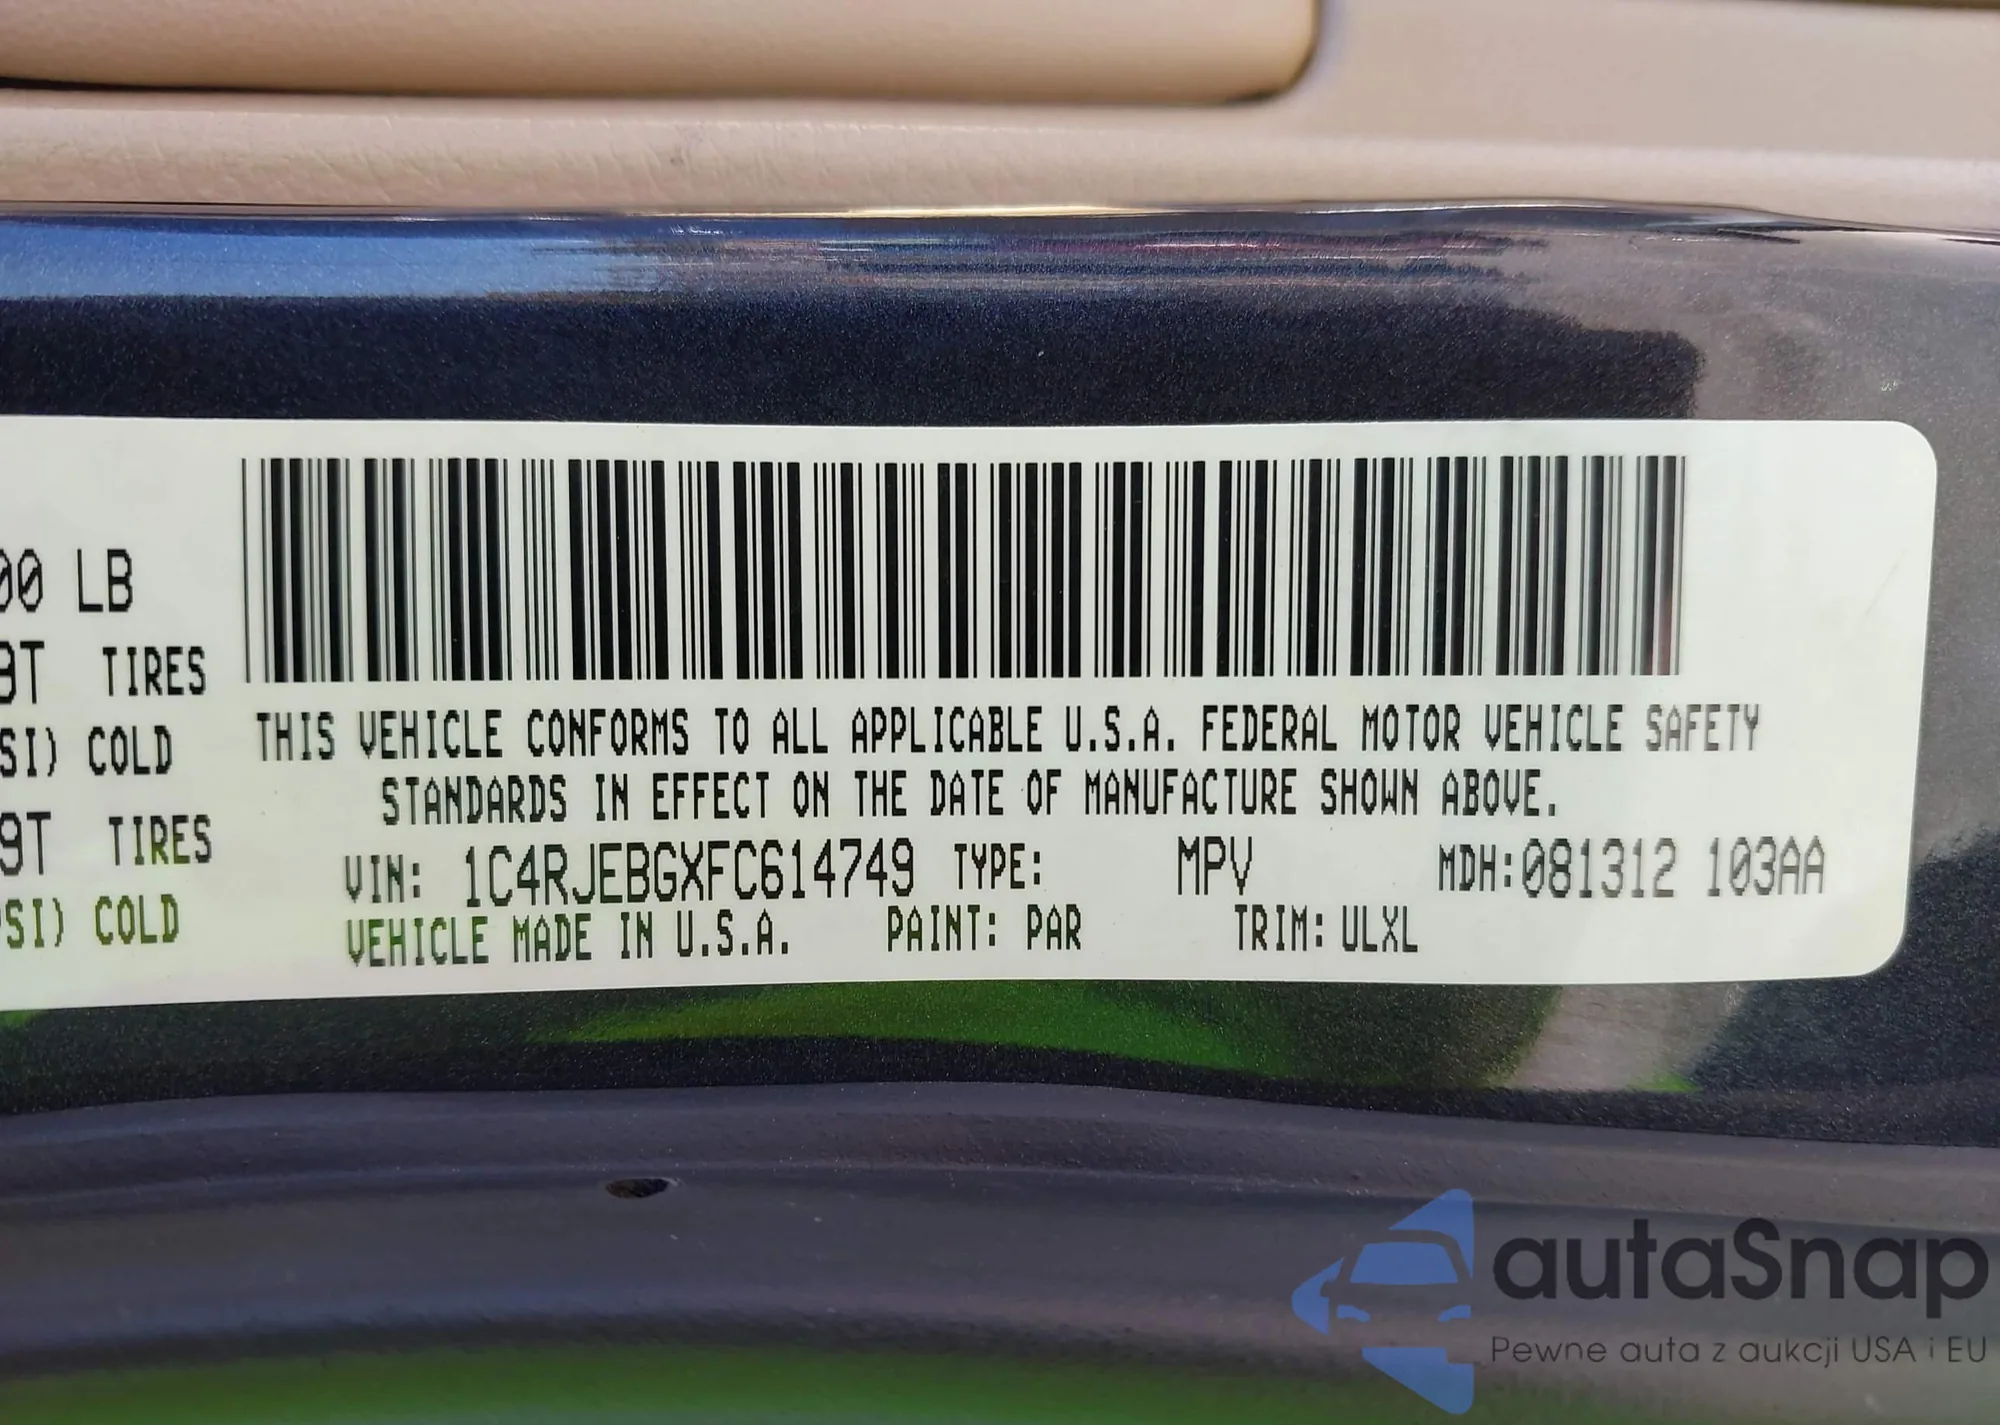 00 LB
9T TIRES
SI) COLD
9T TIRES
PSI) COLD
THIS VEHICLE CONFORMS TO ALL APPLICABLE U.S.A. FEDERAL MOTOR VEHICLE SAFETY
STANDARDS IN EFFECT ON THE DATE OF MANUFACTURE SHOWN ABOVE.
VIN: 1C4RJEBGXFC614749 TYPE: MPV MDH:081312 103AA
VEHICLE MADE IN U.S.A. PAINT: PAR TRIM: ULXL
autaSnap
Pewne auta z aukcji USA i EU